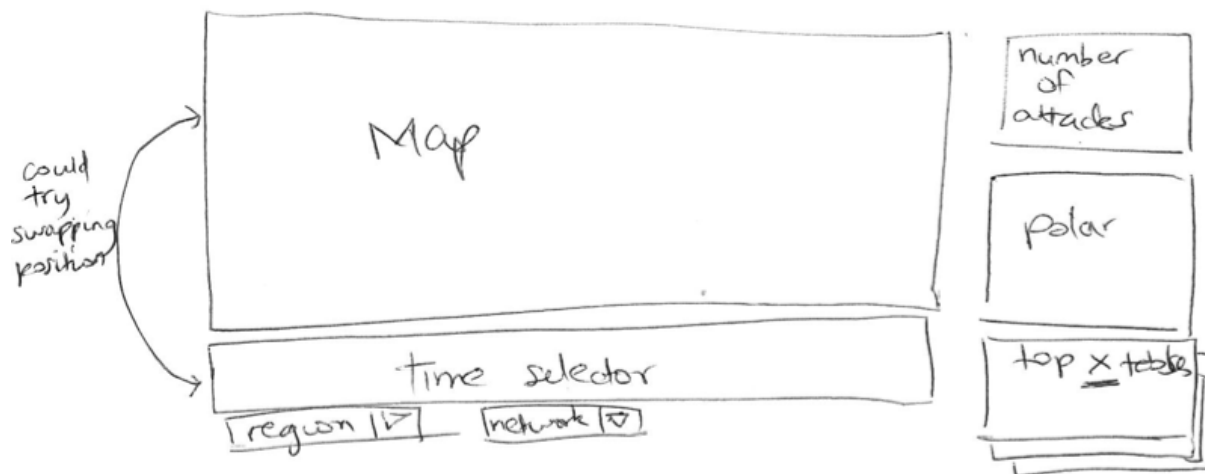 could
try
swapping
position
Map
time selector
region
network
number
of
attacks
polar
top X tables